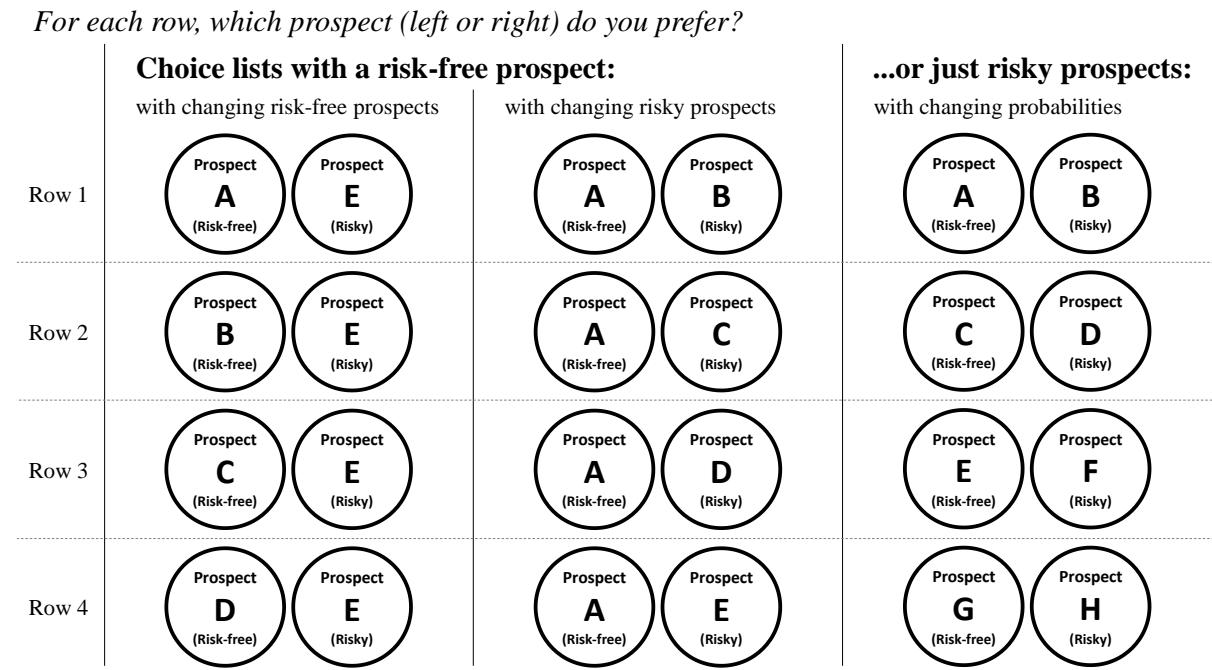 For each row, which prospect (left or right) do you prefer?
Choice lists with a risk-free prospect: ...or just risky prospects:
with changing risk-free prospects with changing risky prospects with changing probabilities
Prospect Prospect Prospect Prospect Prospect Prospect
Row 1 A E A B A B
(Risk-free) (Risky) (Risk-free) (Risky) (Risk-free) (Risky)
Prospect Prospect Prospect Prospect Prospect Prospect
Row 2 B E A C C D
(Risk-free) (Risky) (Risk-free) (Risky) (Risk-free) (Risky)
Prospect Prospect Prospect Prospect Prospect Prospect
Row 3 C E A D E F
(Risk-free) (Risky) (Risk-free) (Risky) (Risk-free) (Risky)
Prospect Prospect Prospect Prospect Prospect Prospect
Row 4 D E A E G H
(Risk-free) (Risky) (Risk-free) (Risky) (Risk-free) (Risky)